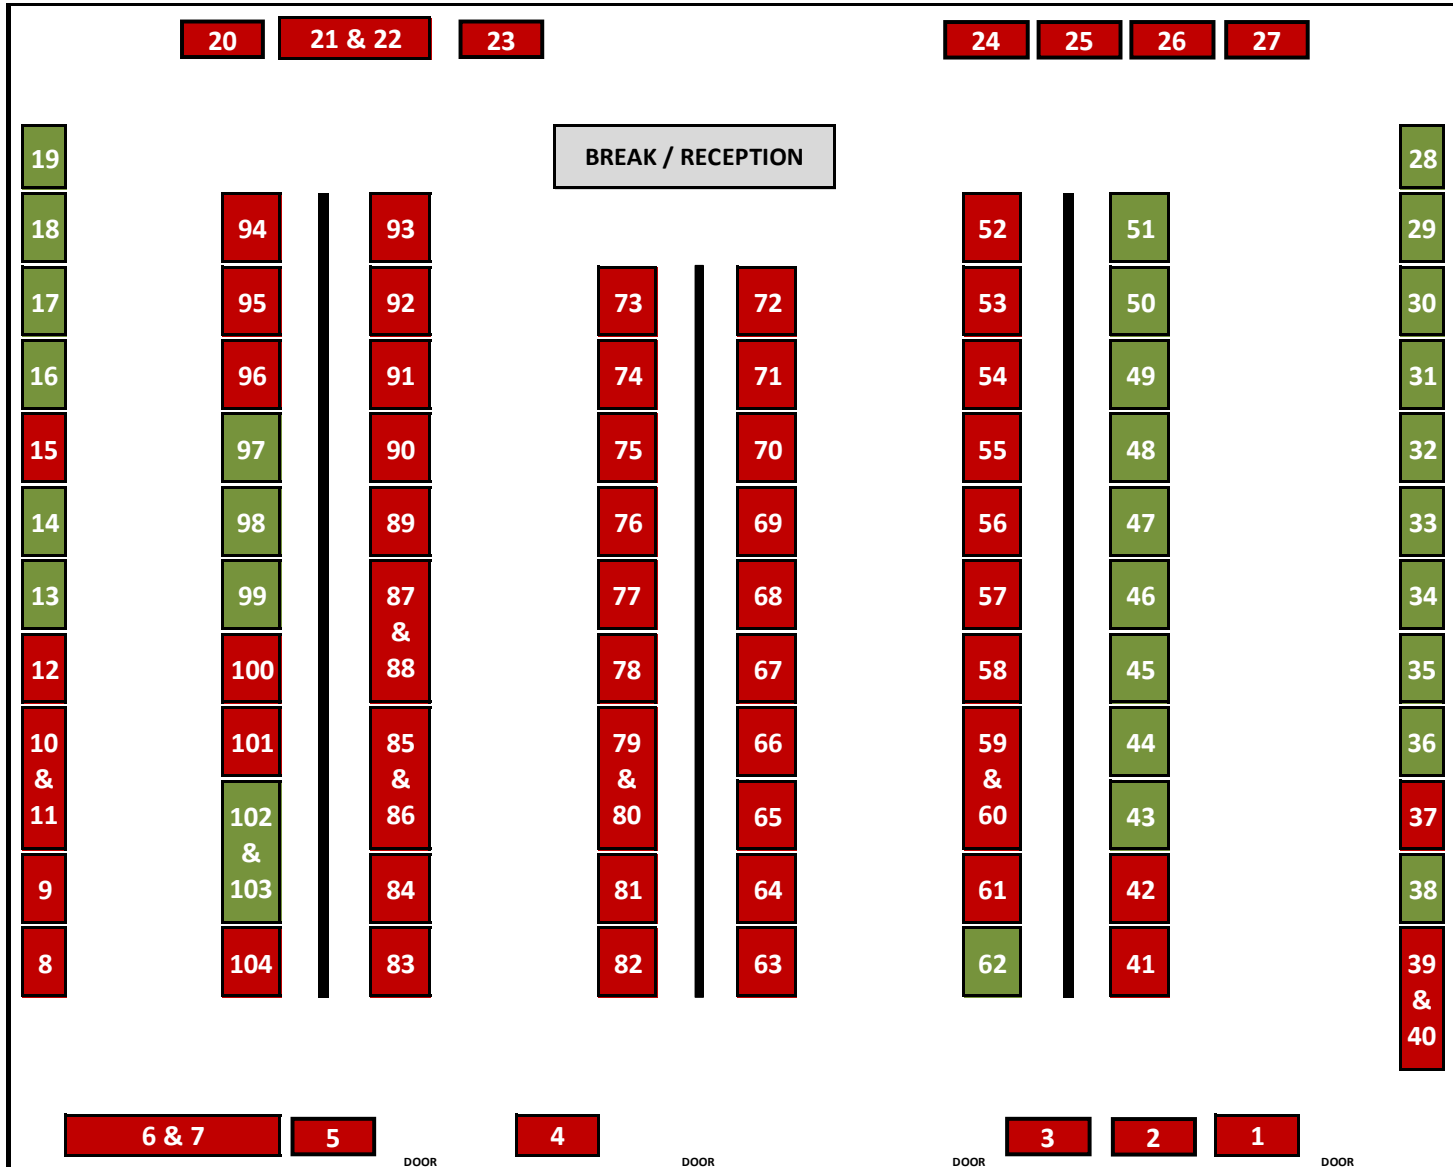 20 21 & 22 23 24 25 26 27
19 BREAK / RECEPTION 28
18 94 93 52 51 29
17 95 92 73 72 53 50 30
16 96 91 74 71 54 49 31
15 97 90 75 70 55 48 32
14 98 89 76 69 56 47 33
13 99 87 77 68 57 46 34
&
12 100 88 78 67 58 45 35
10 101 85 79 66 59 44 36
& & & &
11 102 86 80 65 60 43 37
&
9 103 84 81 64 61 42 38
8 104 83 82 63 62 41 39
&
40
6 & 7 5 4 3 2 1
DOOR DOOR DOOR DOOR